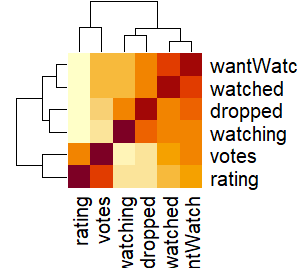 wantWatc
watched
dropped
watching
votes
rating
rating
votes
vatching
dropped
watched
ntWatch